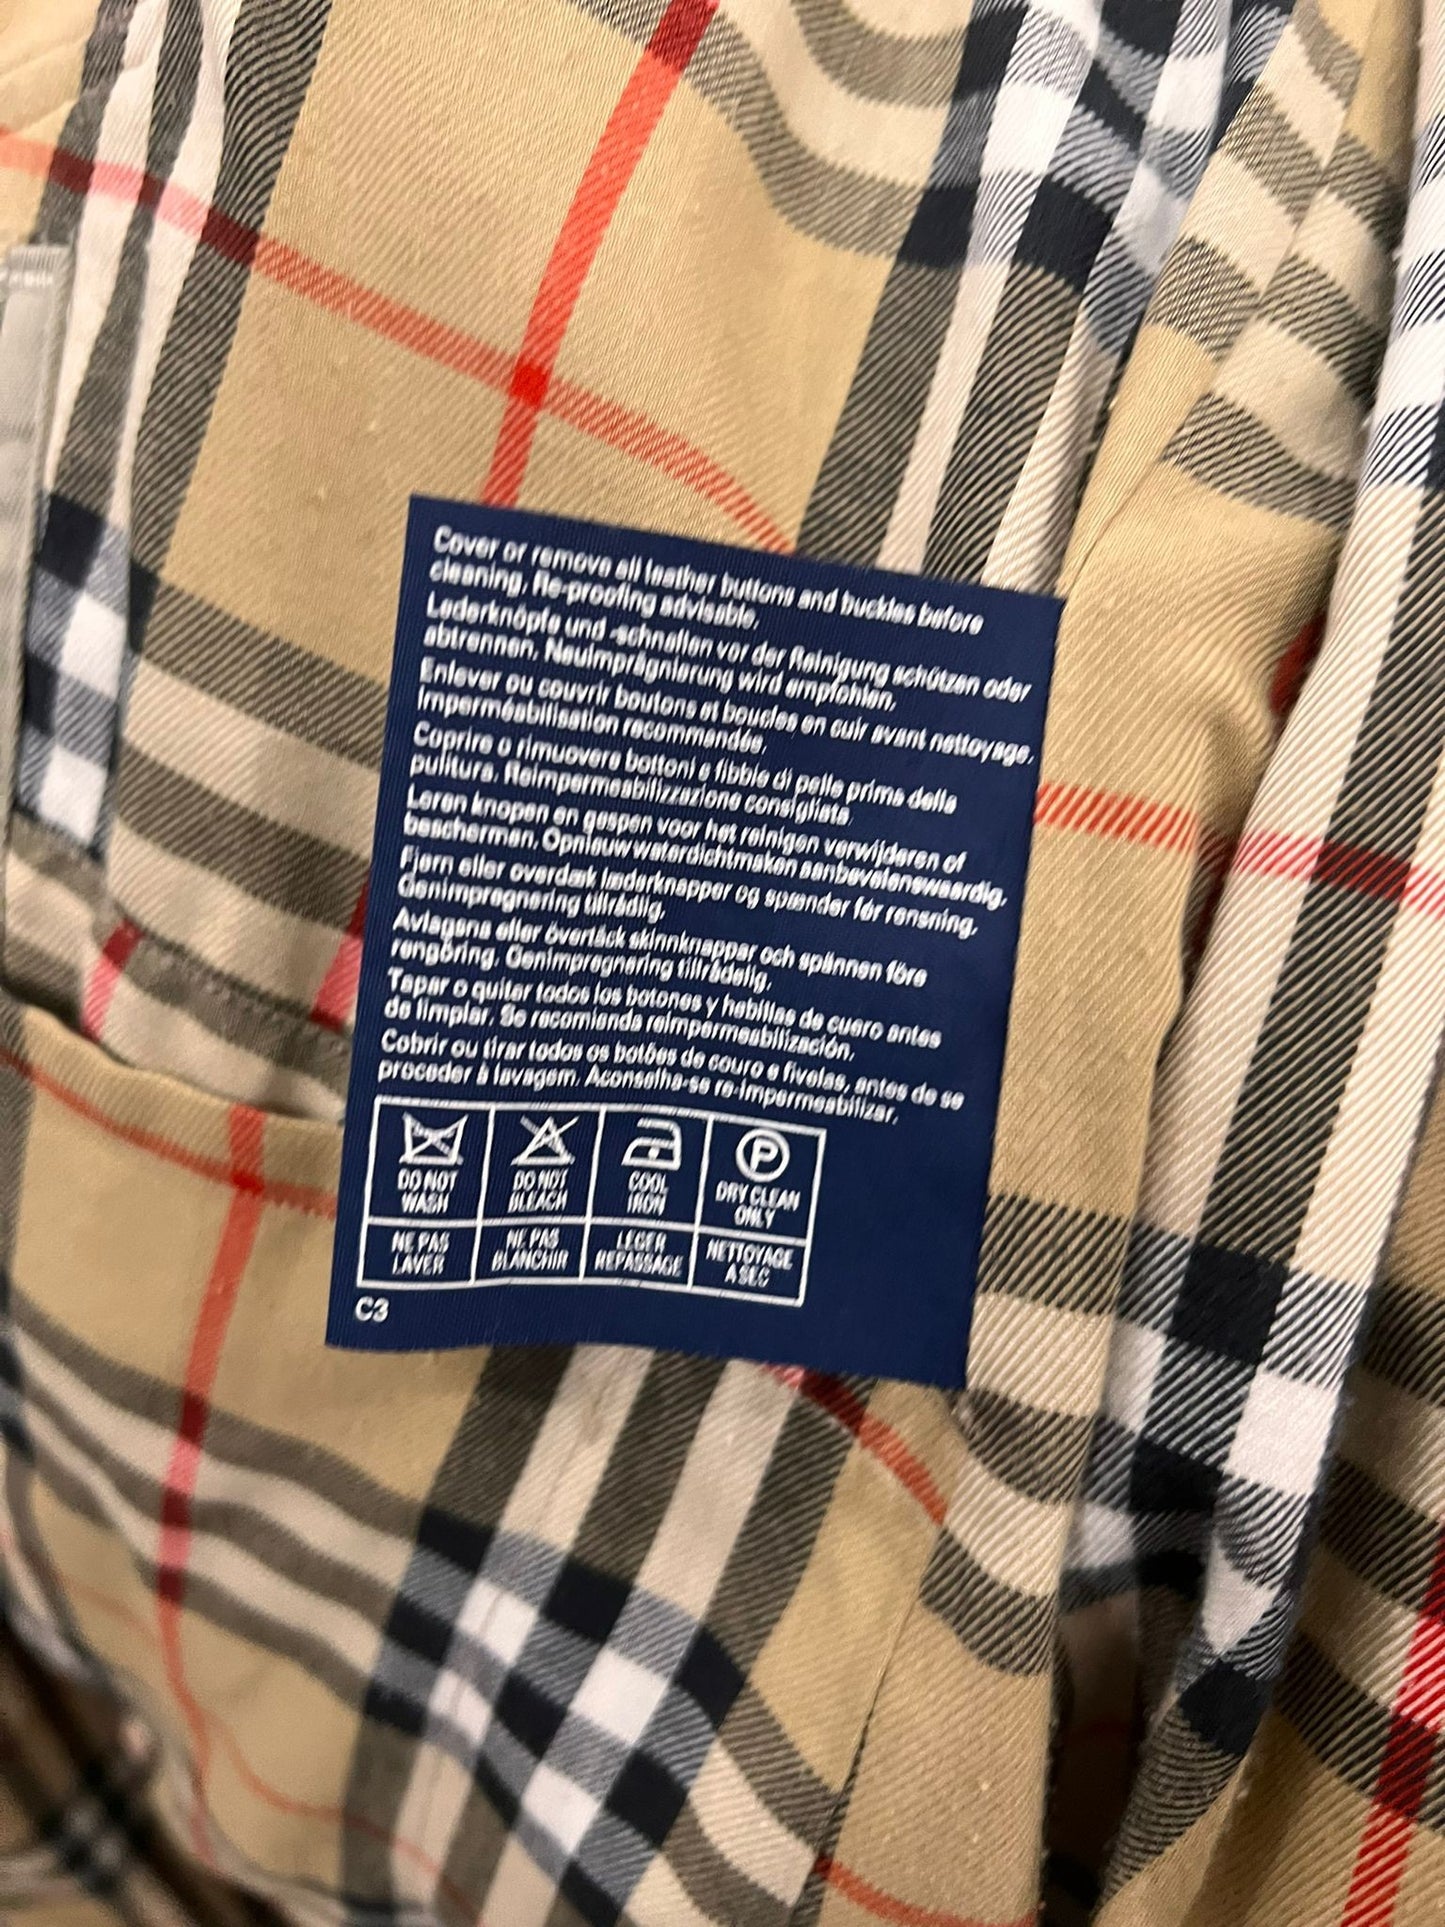 Cover or remove all leather buttons and buckles before
cleaning. Re-proofing advisable.
Lederknöpfe und -schnallen vor der Reinigung schützen oder
abtrennen. Neuimprägnierung wird empfohlen.
Enlever ou couvrir boutons et boucles en cuir avant nettoyage.
Imperméabilisation recommandée.
Coprire o rimuovere bottoni e fibbie di pelle prima della
pulitura. Reimpermeabilizzazione consigliata
Leren knopen en gespen voor het reinigen verwijderen of
beschermen. Opnieuw waterdichtmaken aanbevelenswaardig.
Fjern eller overdæk læderknapper og spænder før rensning.
Genimpregnering tilrådlig.
Avlagena eller övertäck skinnknappar och spännen före
rengöring. Genimpregnering tillrådelig.
Tapar o quitar todos los botones y hebillas de cuero antes
de limplar. Se recomienda reimpermeabilización.
Cobrir ou tirar todos os botões de couro e fivelas, antes de se
proceder à lavagem. Aconselha-se re-impermeabilizar.
DO NOT WASH
DO NOT BLEACH
COOL IRON
P
DRY CLEAN ONLY
NE PAS LAVER
NE PAS BLANCHIR
LEGER REPASSAGE
NETTOYAGE A SEC
C3